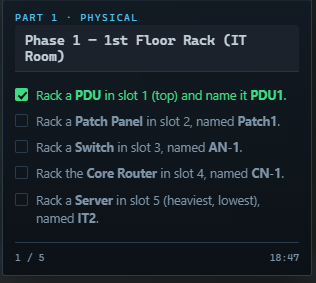 PART 1 · PHYSICAL
Phase 1 — 1st Floor Rack (IT
Room)
Rack a PDU in slot 1 (top) and name it PDU1.
Rack a Patch Panel in slot 2, named Patch1.
Rack a Switch in slot 3, named AN-1.
Rack the Core Router in slot 4, named CN-1.
Rack a Server in slot 5 (heaviest, lowest),
named IT2.
1 / 5 18:47